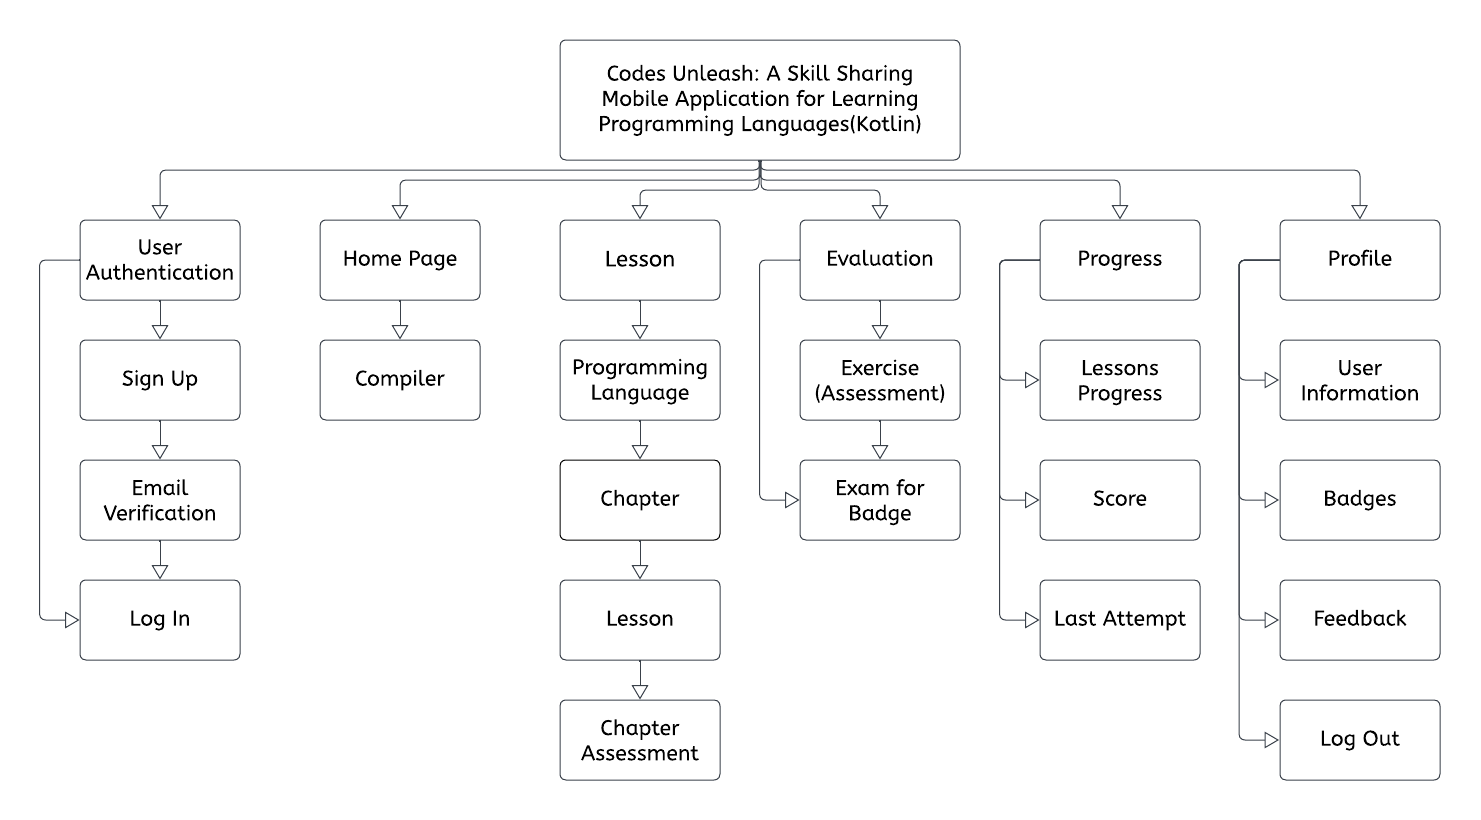 Codes Unleash: A Skill Sharing
Mobile Application for Learning
Programming Languages(Kotlin)
User
Authentication
Home Page
Lesson
Evaluation
Progress
Profile
Sign Up
Compiler
Programming
Language
Exercise
(Assessment)
Lessons
Progress
User
Information
Email
Verification
Chapter
Exam for
Badge
Score
Badges
Log In
Lesson
Last Attempt
Feedback
Chapter
Assessment
Log Out